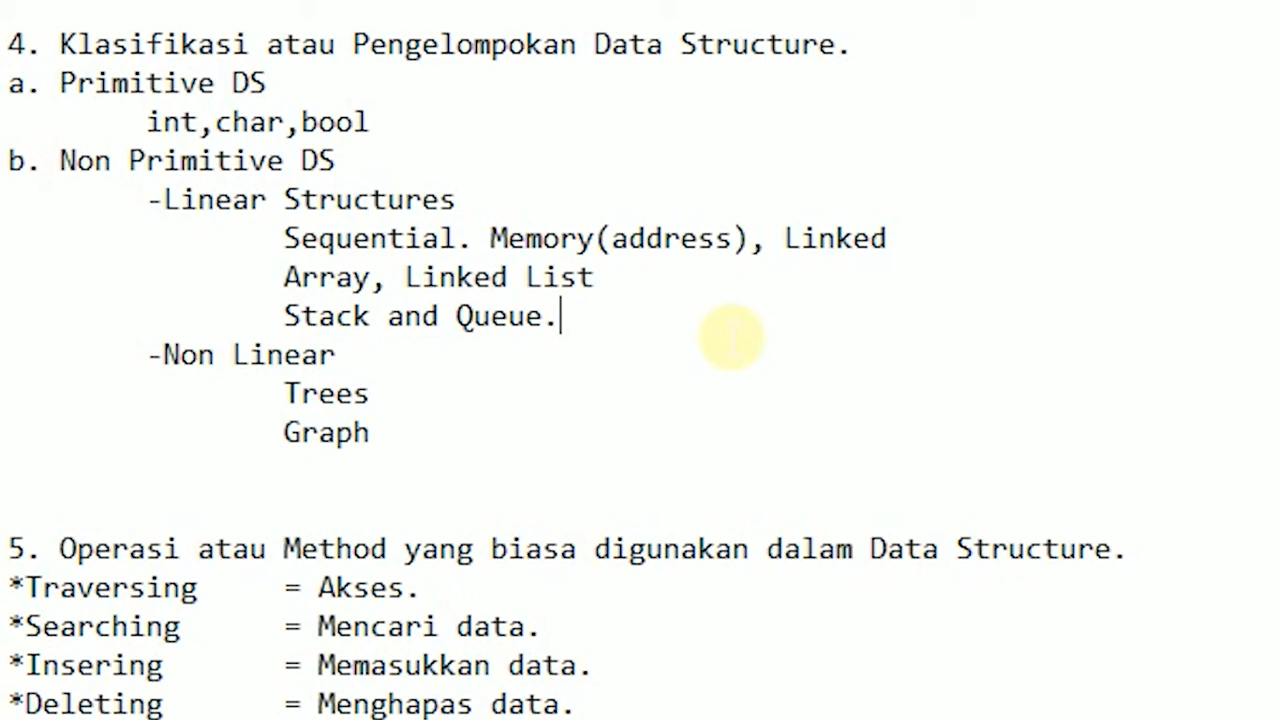 4. Klasifikasi atau Pengelompokan Data Structure.
a. Primitive DS
int,char,bool
b. Non Primitive DS
-Linear Structures
Sequential. Memory(address), Linked
Array, Linked List
Stack and Queue.
-Non Linear
Trees
Graph
5. Operasi atau Method yang biasa digunakan dalam Data Structure.
*Traversing = Akses.
*Searching = Mencari data.
*Insering = Memasukkan data.
*Deleting = Menghapas data.